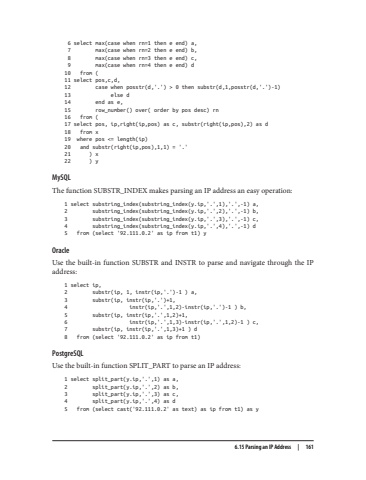 6 select max(case when rn=1 then e end) a,
7 max(case when rn=2 then e end) b,
8 max(case when rn=3 then e end) c,
9 max(case when rn=4 then e end) d
10 from (
11 select pos,c,d,
12 case when posstr(d,'.') > 0 then substr(d,1,posstr(d,'.')-1)
13 else d
14 end as e,
15 row_number() over( order by pos desc) rn
16 from (
17 select pos, ip,right(ip,pos) as c, substr(right(ip,pos),2) as d
18 from x
19 where pos <= length(ip)
20 and substr(right(ip,pos),1,1) = '.'
21 ) x
22 ) y
MySQL
The function SUBSTR_INDEX makes parsing an IP address an easy operation:
1 select substring_index(substring_index(y.ip,'.',1),'.',-1) a,
2 substring_index(substring_index(y.ip,'.',2),'.',-1) b,
3 substring_index(substring_index(y.ip,'.',3),'.',-1) c,
4 substring_index(substring_index(y.ip,'.',4),'.',-1) d
5 from (select '92.111.0.2' as ip from t1) y
Oracle
Use the built-in function SUBSTR and INSTR to parse and navigate through the IP
address:
1 select ip,
2 substr(ip, 1, instr(ip,'.')-1 ) a,
3 substr(ip, instr(ip,'.')+1,
4 instr(ip,'.',1,2)-instr(ip,'.')-1 ) b,
5 substr(ip, instr(ip,'.',1,2)+1,
6 instr(ip,'.',1,3)-instr(ip,'.',1,2)-1 ) c,
7 substr(ip, instr(ip,'.',1,3)+1 ) d
8 from (select '92.111.0.2' as ip from t1)
PostgreSQL
Use the built-in function SPLIT_PART to parse an IP address:
1 select split_part(y.ip,'.',1) as a,
2 split_part(y.ip,'.',2) as b,
3 split_part(y.ip,'.',3) as c,
4 split_part(y.ip,'.',4) as d
5 from (select cast('92.111.0.2' as text) as ip from t1) as y
6.15 Parsing an IP Address | 161